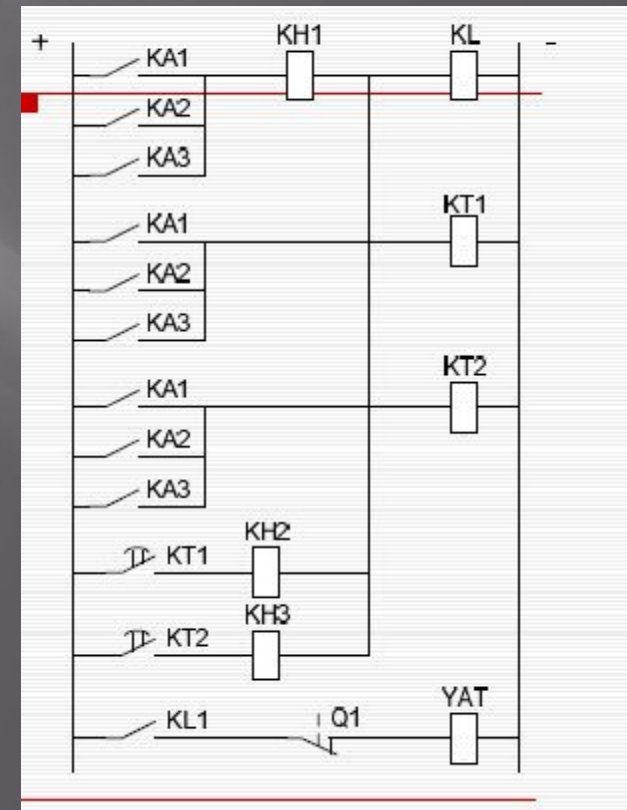 + KH1 KL -
KA1
KA2
KA3
KA1 KT1
KA2
KA3
KA1 KT2
KA2
KA3
KT1 KH2
KT2 KH3
KL1 Q1 YAT